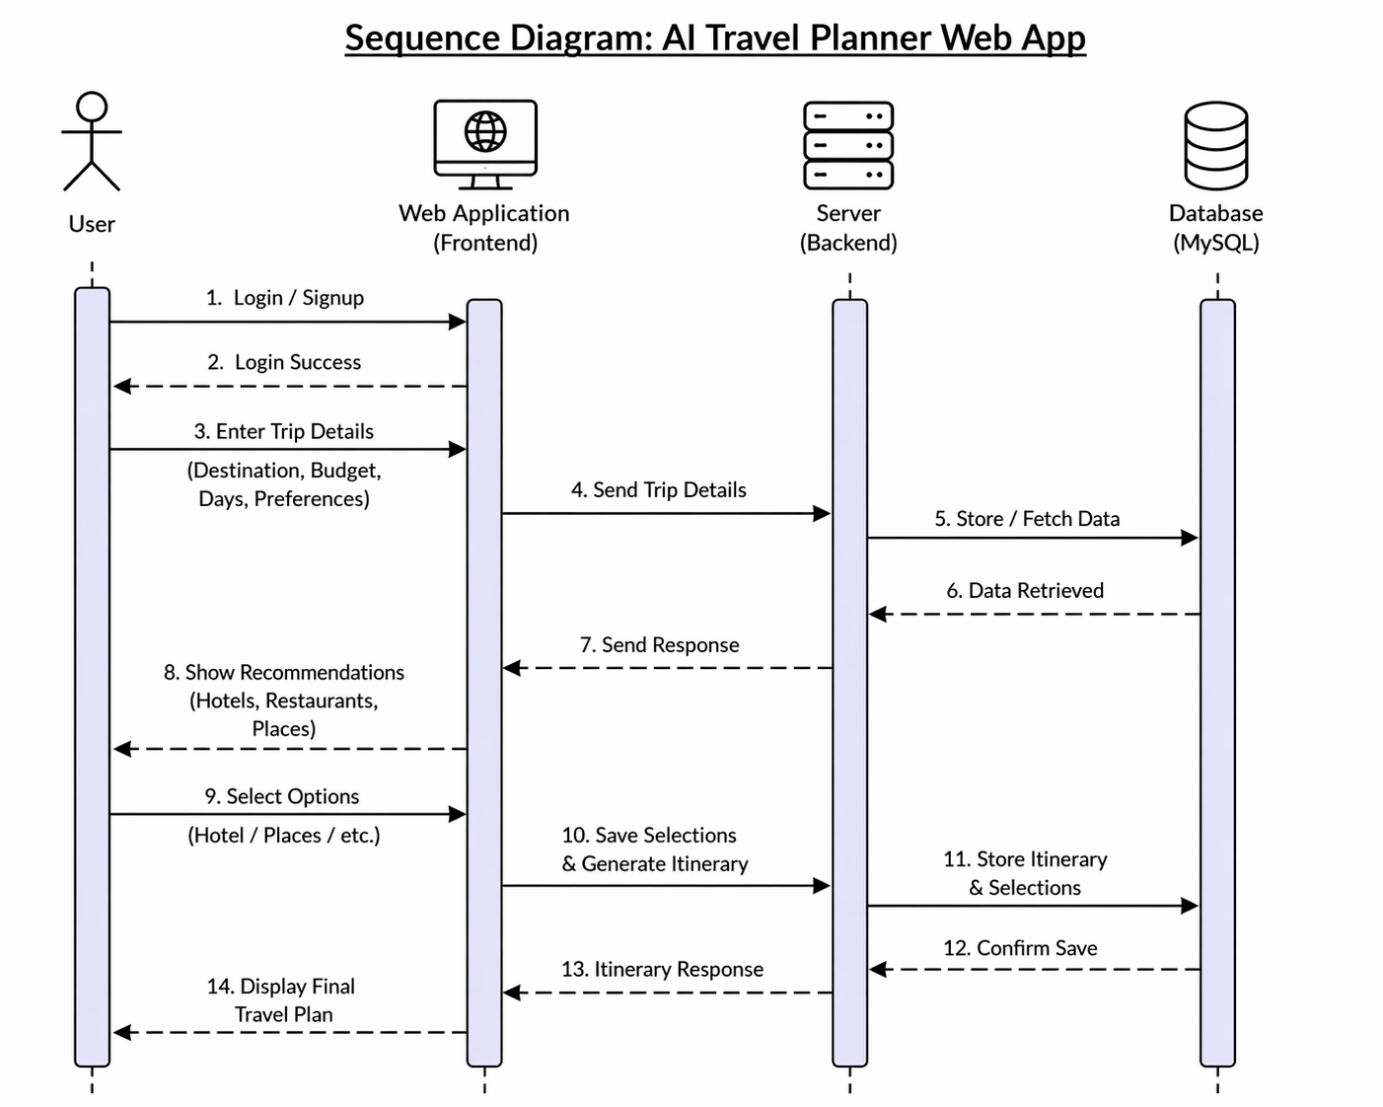 Sequence Diagram: AI Travel Planner Web App
User
Web Application
(Frontend)
Server
(Backend)
Database
(MySQL)
1. Login / Signup
2. Login Success
3. Enter Trip Details
(Destination, Budget,
Days, Preferences)
4. Send Trip Details
5. Store / Fetch Data
6. Data Retrieved
7. Send Response
8. Show Recommendations
(Hotels, Restaurants,
Places)
9. Select Options
(Hotel / Places / etc.)
10. Save Selections
& Generate Itinerary
11. Store Itinerary
& Selections
12. Confirm Save
13. Itinerary Response
14. Display Final
Travel Plan